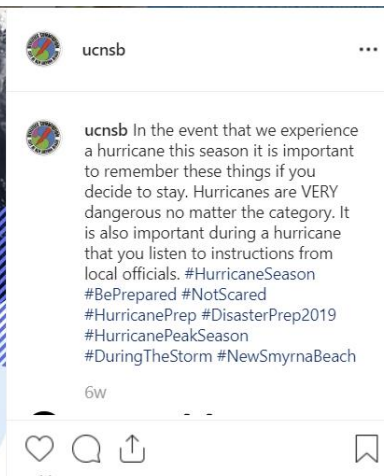 ucnsb
ucnsb In the event that we experience
a hurricane this season it is important
to remember these things if you
decide to stay. Hurricanes are VERY
dangerous no matter the category. It
is also important during a hurricane
that you listen to instructions from
local officials. #HurricaneSeason
#BePrepared #NotScared
#HurricanePrep #DisasterPrep2019
#HurricanePeakSeason
#DuringTheStorm #NewSmyrnaBeach
6w